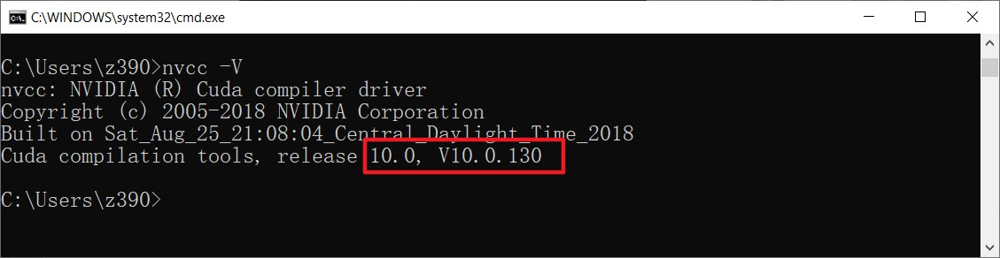 C:\WINDOWS\system32\cmd.exe
C:\Users\z390>nvcc -V
nvcc: NVIDIA (R) Cuda compiler driver
Copyright (c) 2005-2018 NVIDIA Corporation
Built on Sat_Aug_25_21:08:04_Central_Daylight_Time_2018
Cuda compilation tools, release 10.0, V10.0.130
C:\Users\z390>